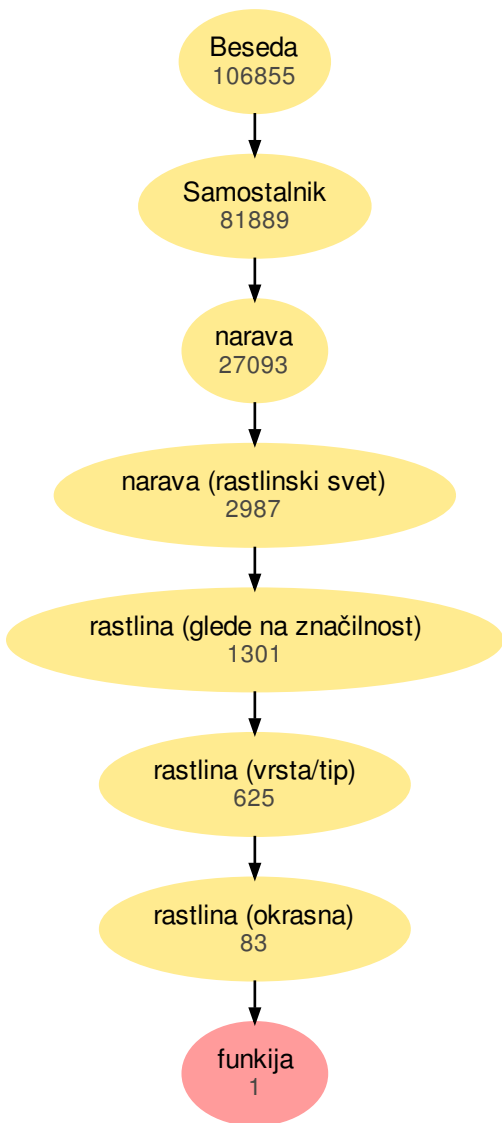 Beseda
106855
Samostalnik
81889
narava
27093
narava (rastlinski svet)
2987
rastlina (glede na značilnost)
1301
rastlina (vrsta/tip)
625
rastlina (okrasna)
83
funkija
1